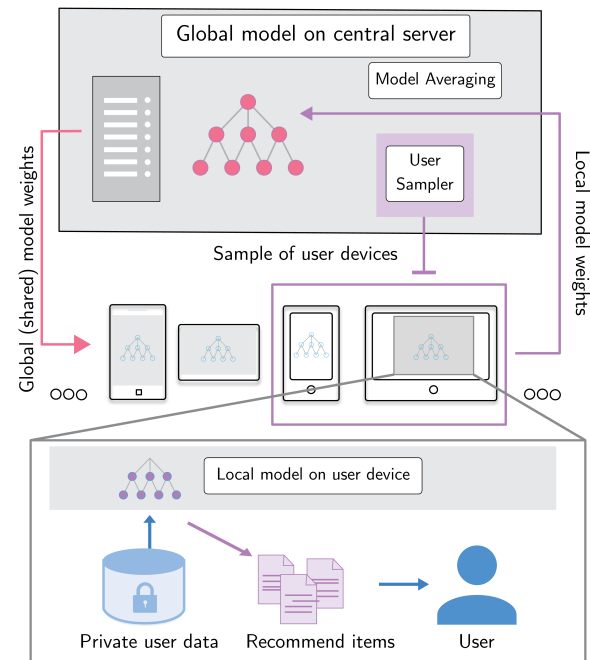 Global model on central server
Model Averaging
User
Sampler
Global (shared) model weights
Local model weights
Sample of user devices
Local model on user device
Private user data
Recommend items
User